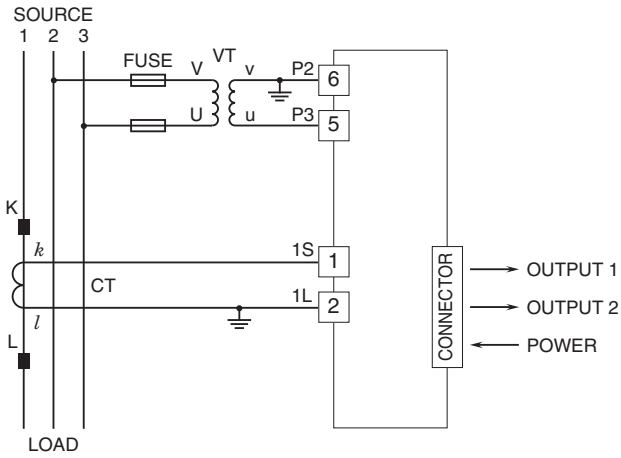 SOURCE
1 2 3
FUSE
VT
V
v
P2
6
U
u
P3
5
K
k
1S
1
CT
1L
2
l
L
CONNECTOR
OUTPUT 1
OUTPUT 2
POWER
LOAD